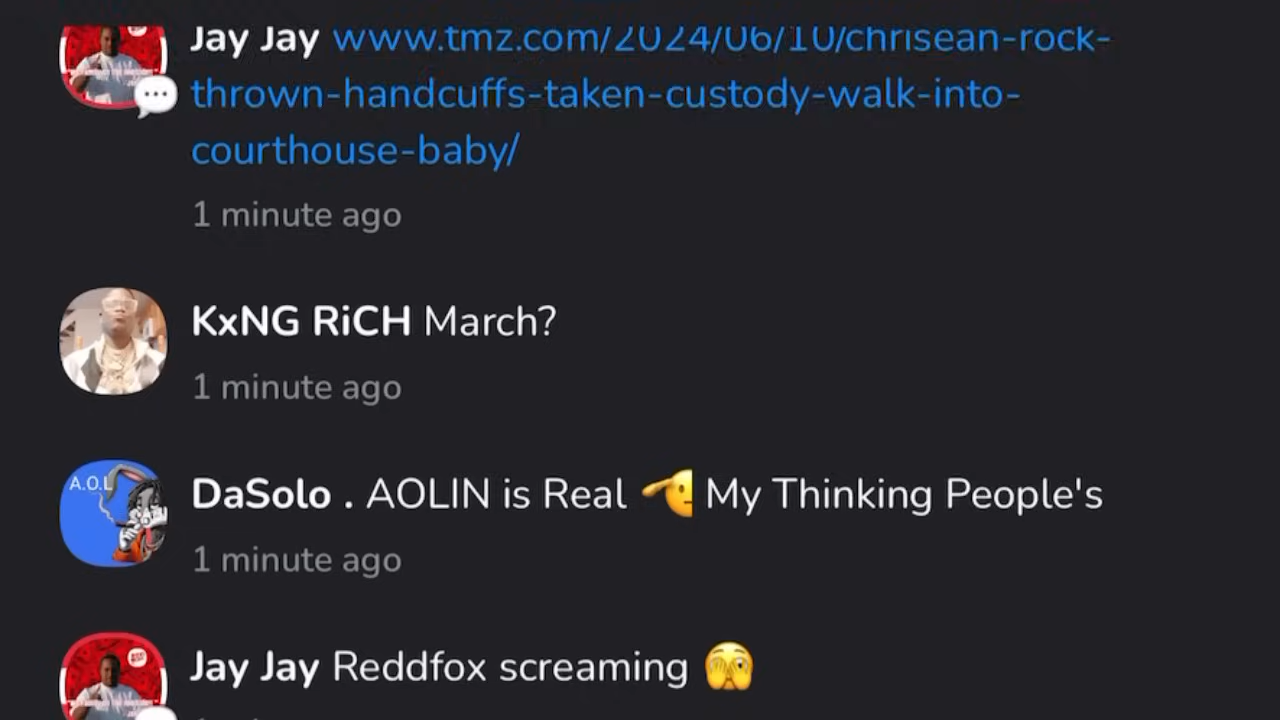 Jay Jay www.tmz.com/2024/06/10/chrisean-rock-
thrown-handcuffs-taken-custody-walk-into-
courthouse-baby/
1 minute ago
KxNG RiCH March?
1 minute ago
A.O.L
DaSolo . AOLIN is Real My Thinking People's
1 minute ago
Jay Jay Reddfox screaming 🫣